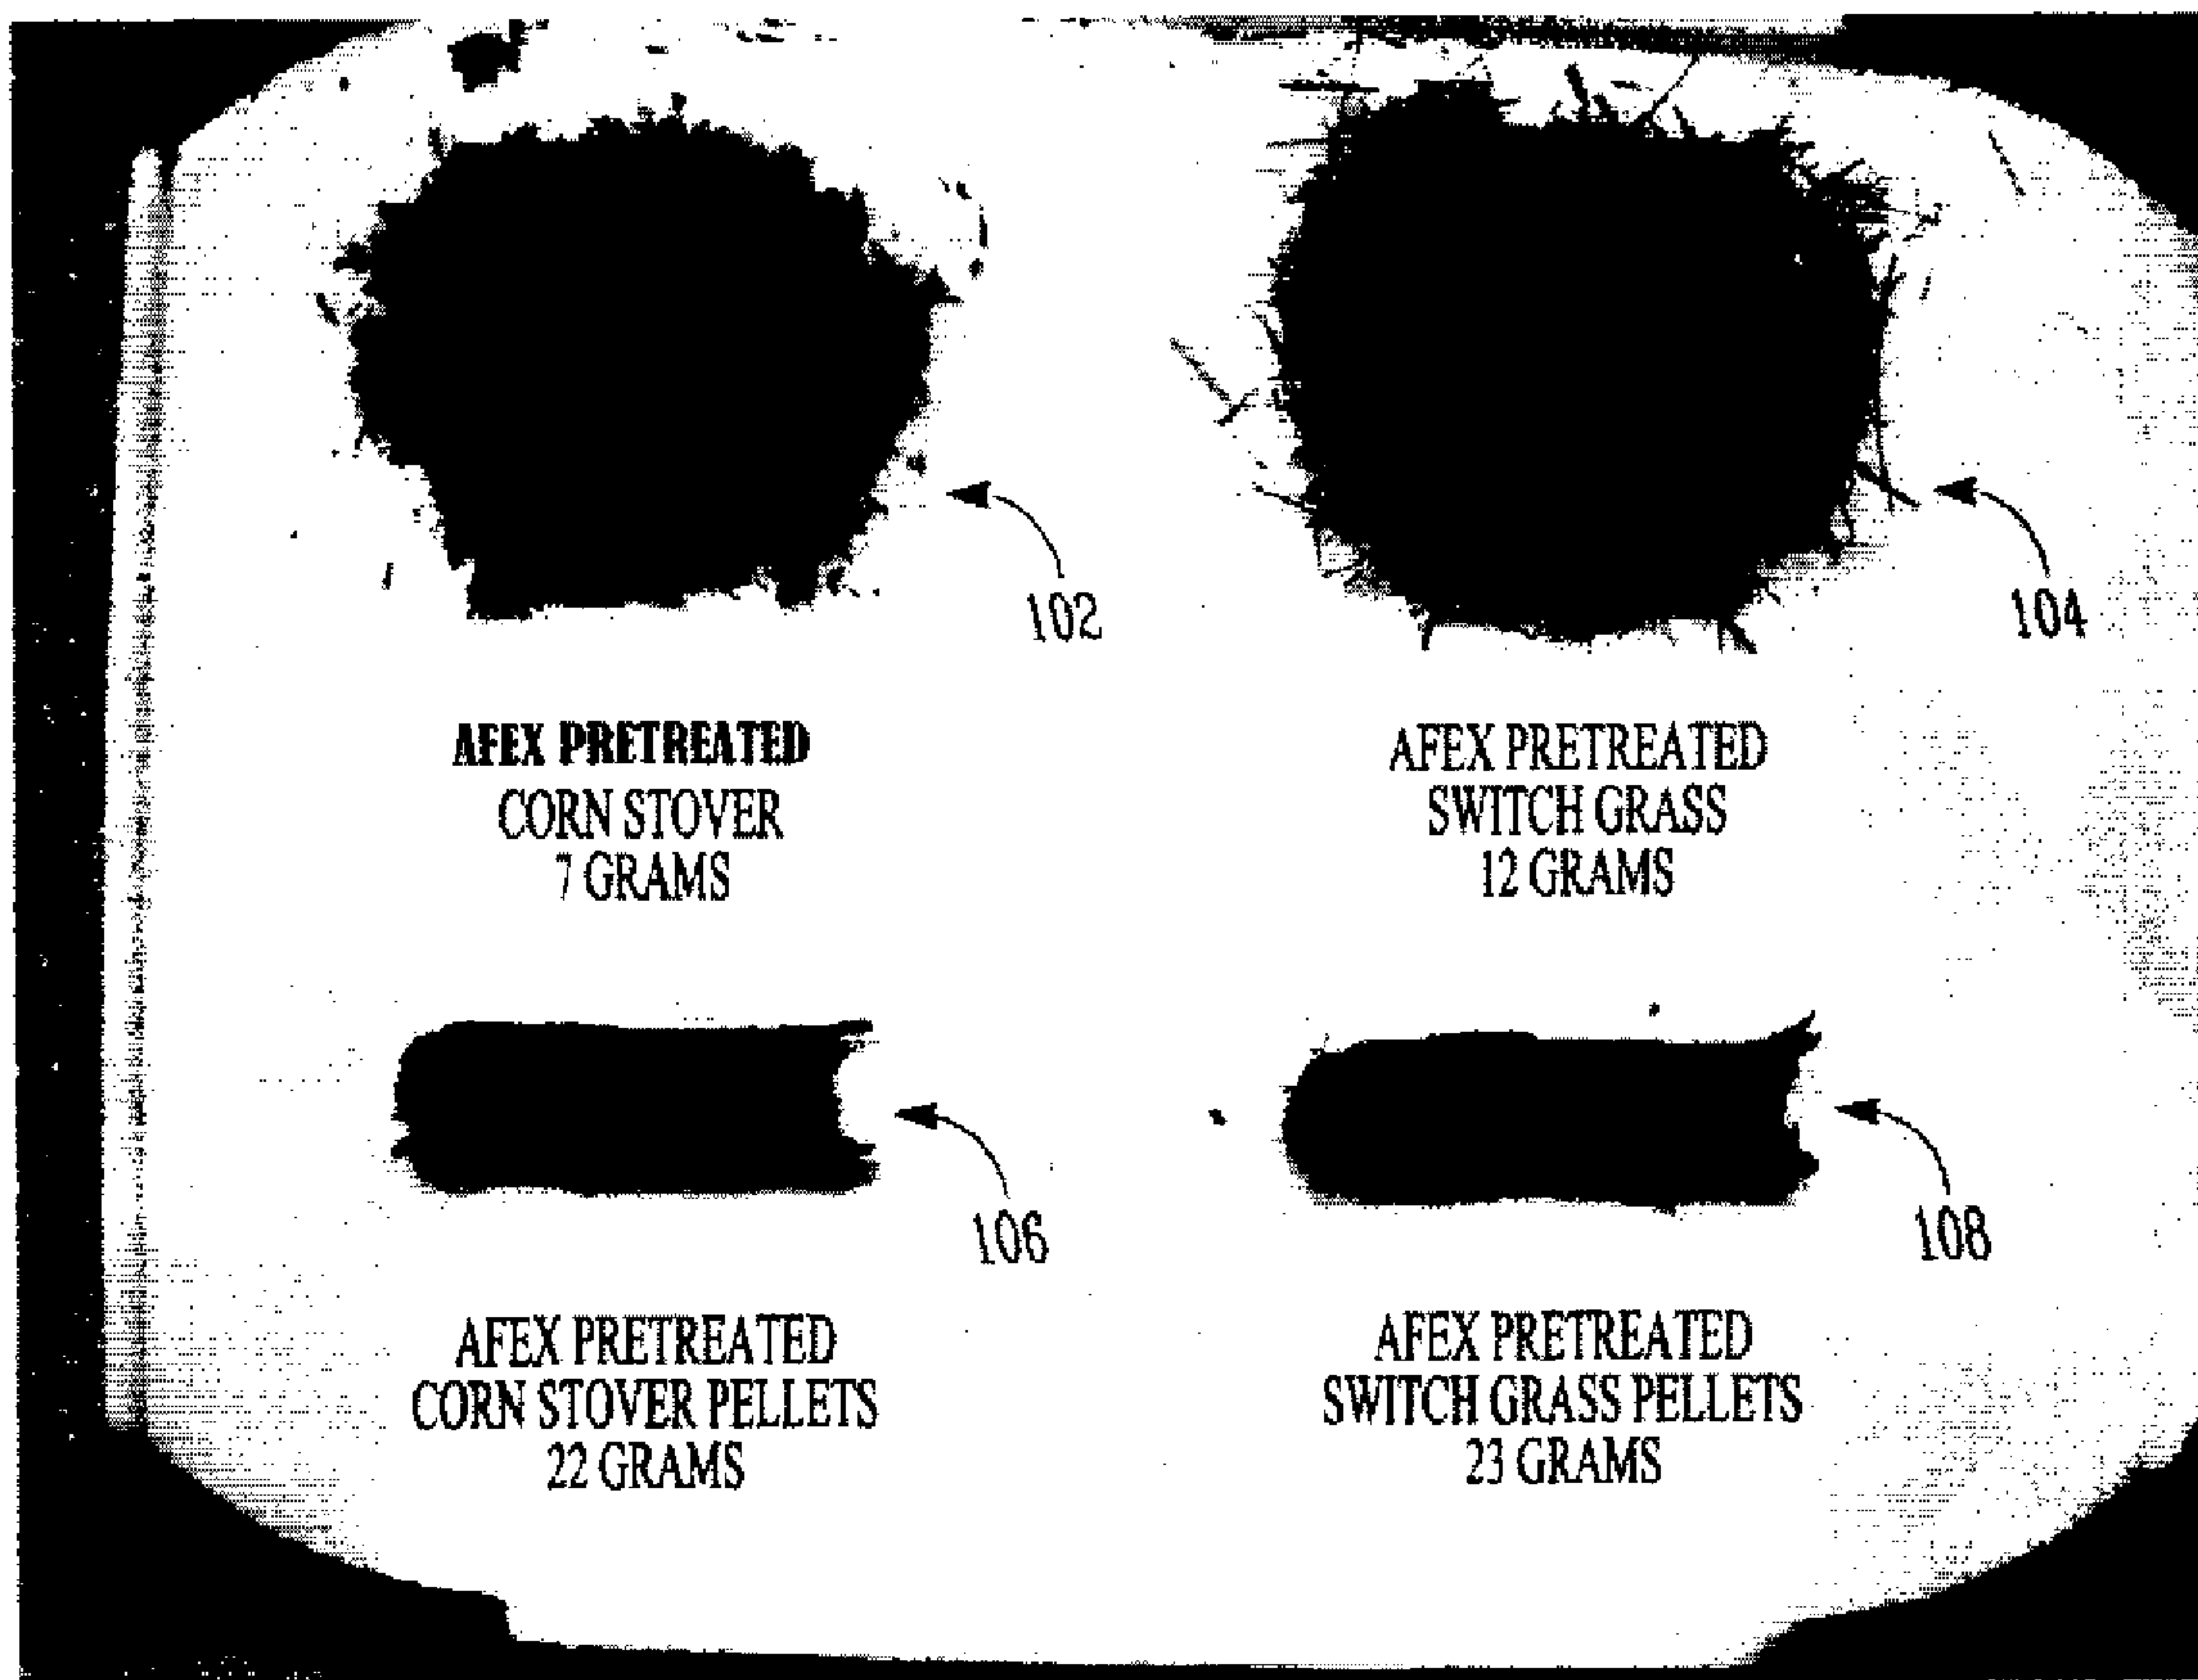 102
104
AFEX PRETREATED
CORN STOVER
7 GRAMS
AFEX PRETREATED
SWITCH GRASS
12 GRAMS
106
108
AFEX PRETREATED
CORN STOVER PELLETS
22 GRAMS
AFEX PRETREATED
SWITCH GRASS PELLETS
23 GRAMS